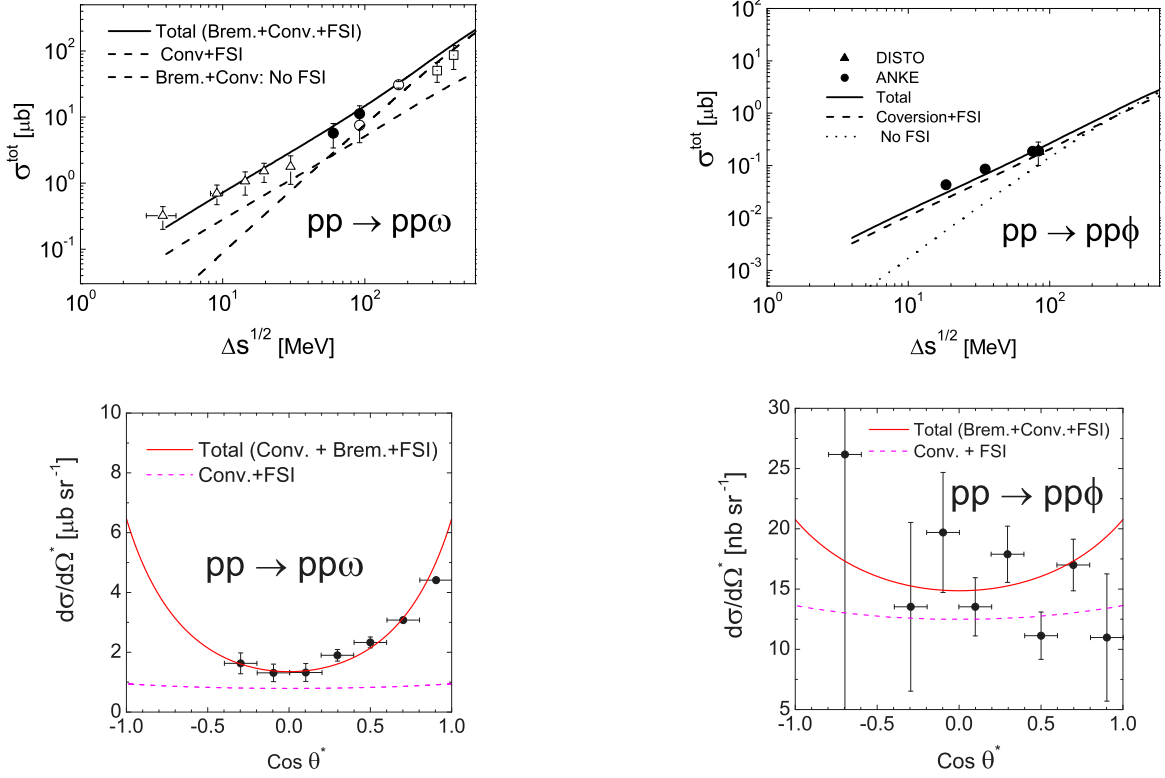 10²
10¹
10⁰
10⁻¹
σᵗᵒᵗ [μb]
Total (Brem.+Conv.+FSI)
Conv+FSI
Brem.+Conv: No FSI
pp → ppω
10⁰ 10¹ 10²
Δs¹/² [MeV]
10²
10¹
10⁰
10⁻¹
10⁻²
10⁻³
σᵗᵒᵗ [μb]
DISTO
ANKE
Total
Coversion+FSI
No FSI
pp → ppϕ
10⁰ 10¹ 10²
Δs¹/² [MeV]
10
8
6
4
2
0
dσ/dΩ* [μb sr⁻¹]
Total (Conv. + Brem.+FSI)
Conv.+FSI
pp → ppω
-1.0 -0.5 0.0 0.5 1.0
Cos θ*
30
25
20
15
10
5
dσ/dΩ* [nb sr⁻¹]
Total (Brem.+Conv.+FSI)
Conv. + FSI
pp → ppϕ
-1.0 -0.5 0.0 0.5 1.0
Cos θ*